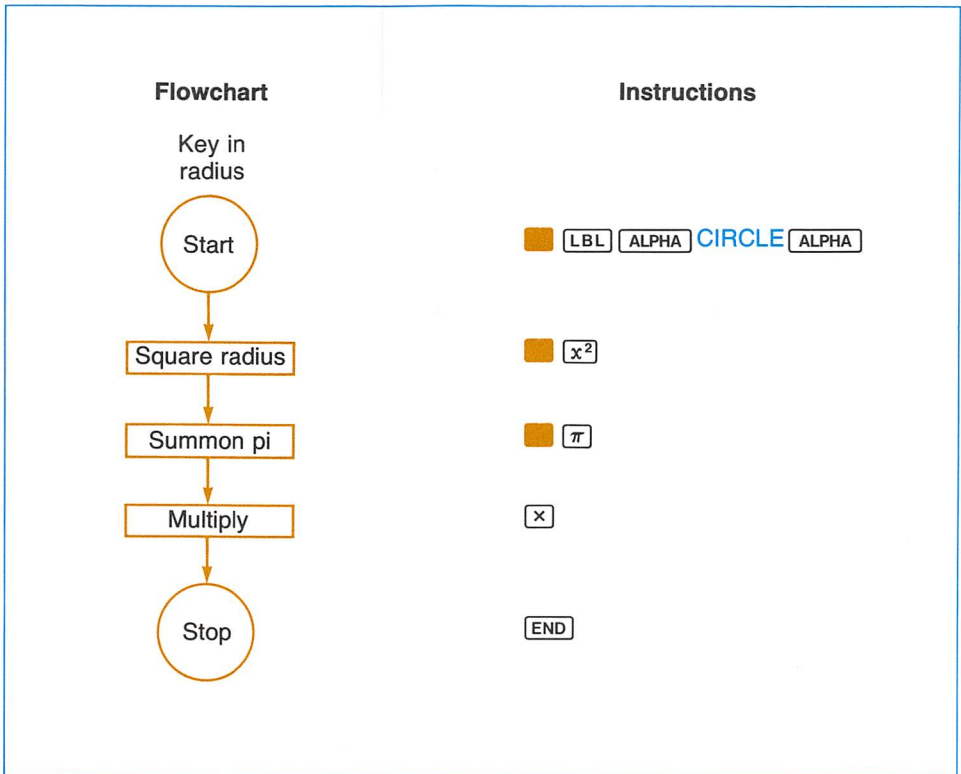 Flowchart
Instructions
Key in
radius
Start
LBL ALPHA CIRCLE ALPHA
Square radius
x²
Summon pi
π
Multiply
×
Stop
END